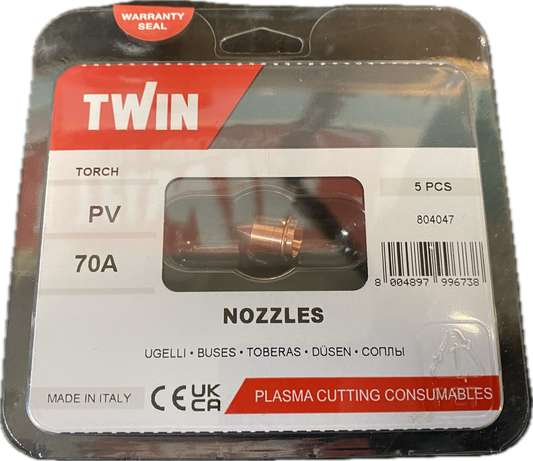 WARRANTY
SEAL
TWIN
TORCH
PV
70A
5 PCS
804047
8 004897 996738
NOZZLES
UGELLI • BUSES • TOBERAS • DÜSEN • СОПЛЫ
MADE IN ITALY
CE UK
CA
PLASMA CUTTING CONSUMABLES
PET